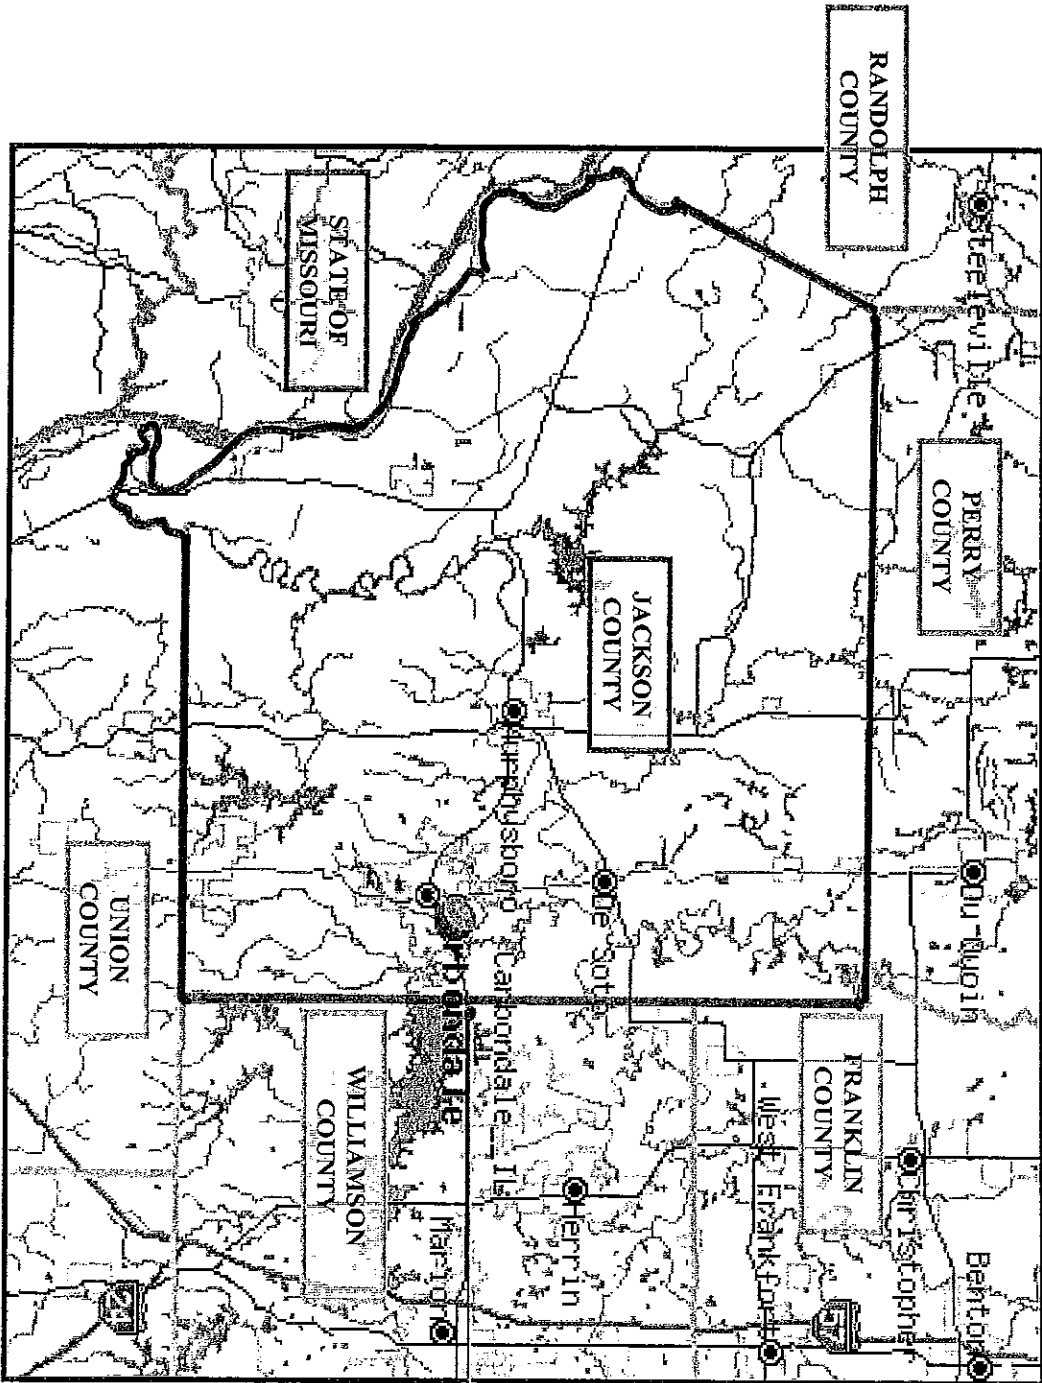 RANDOLPH
COUNTY
Steeleville
PERRY
COUNTY
Du-Quoin
Christopher
Benton
FRANKLIN
COUNTY
West Frankfort
JACKSON
COUNTY
De Soto
Herrin
Murphysboro
Carbondale
IL
STATE OF
MISSOURI
Marion
WILLIAMSON
COUNTY
UNION
COUNTY